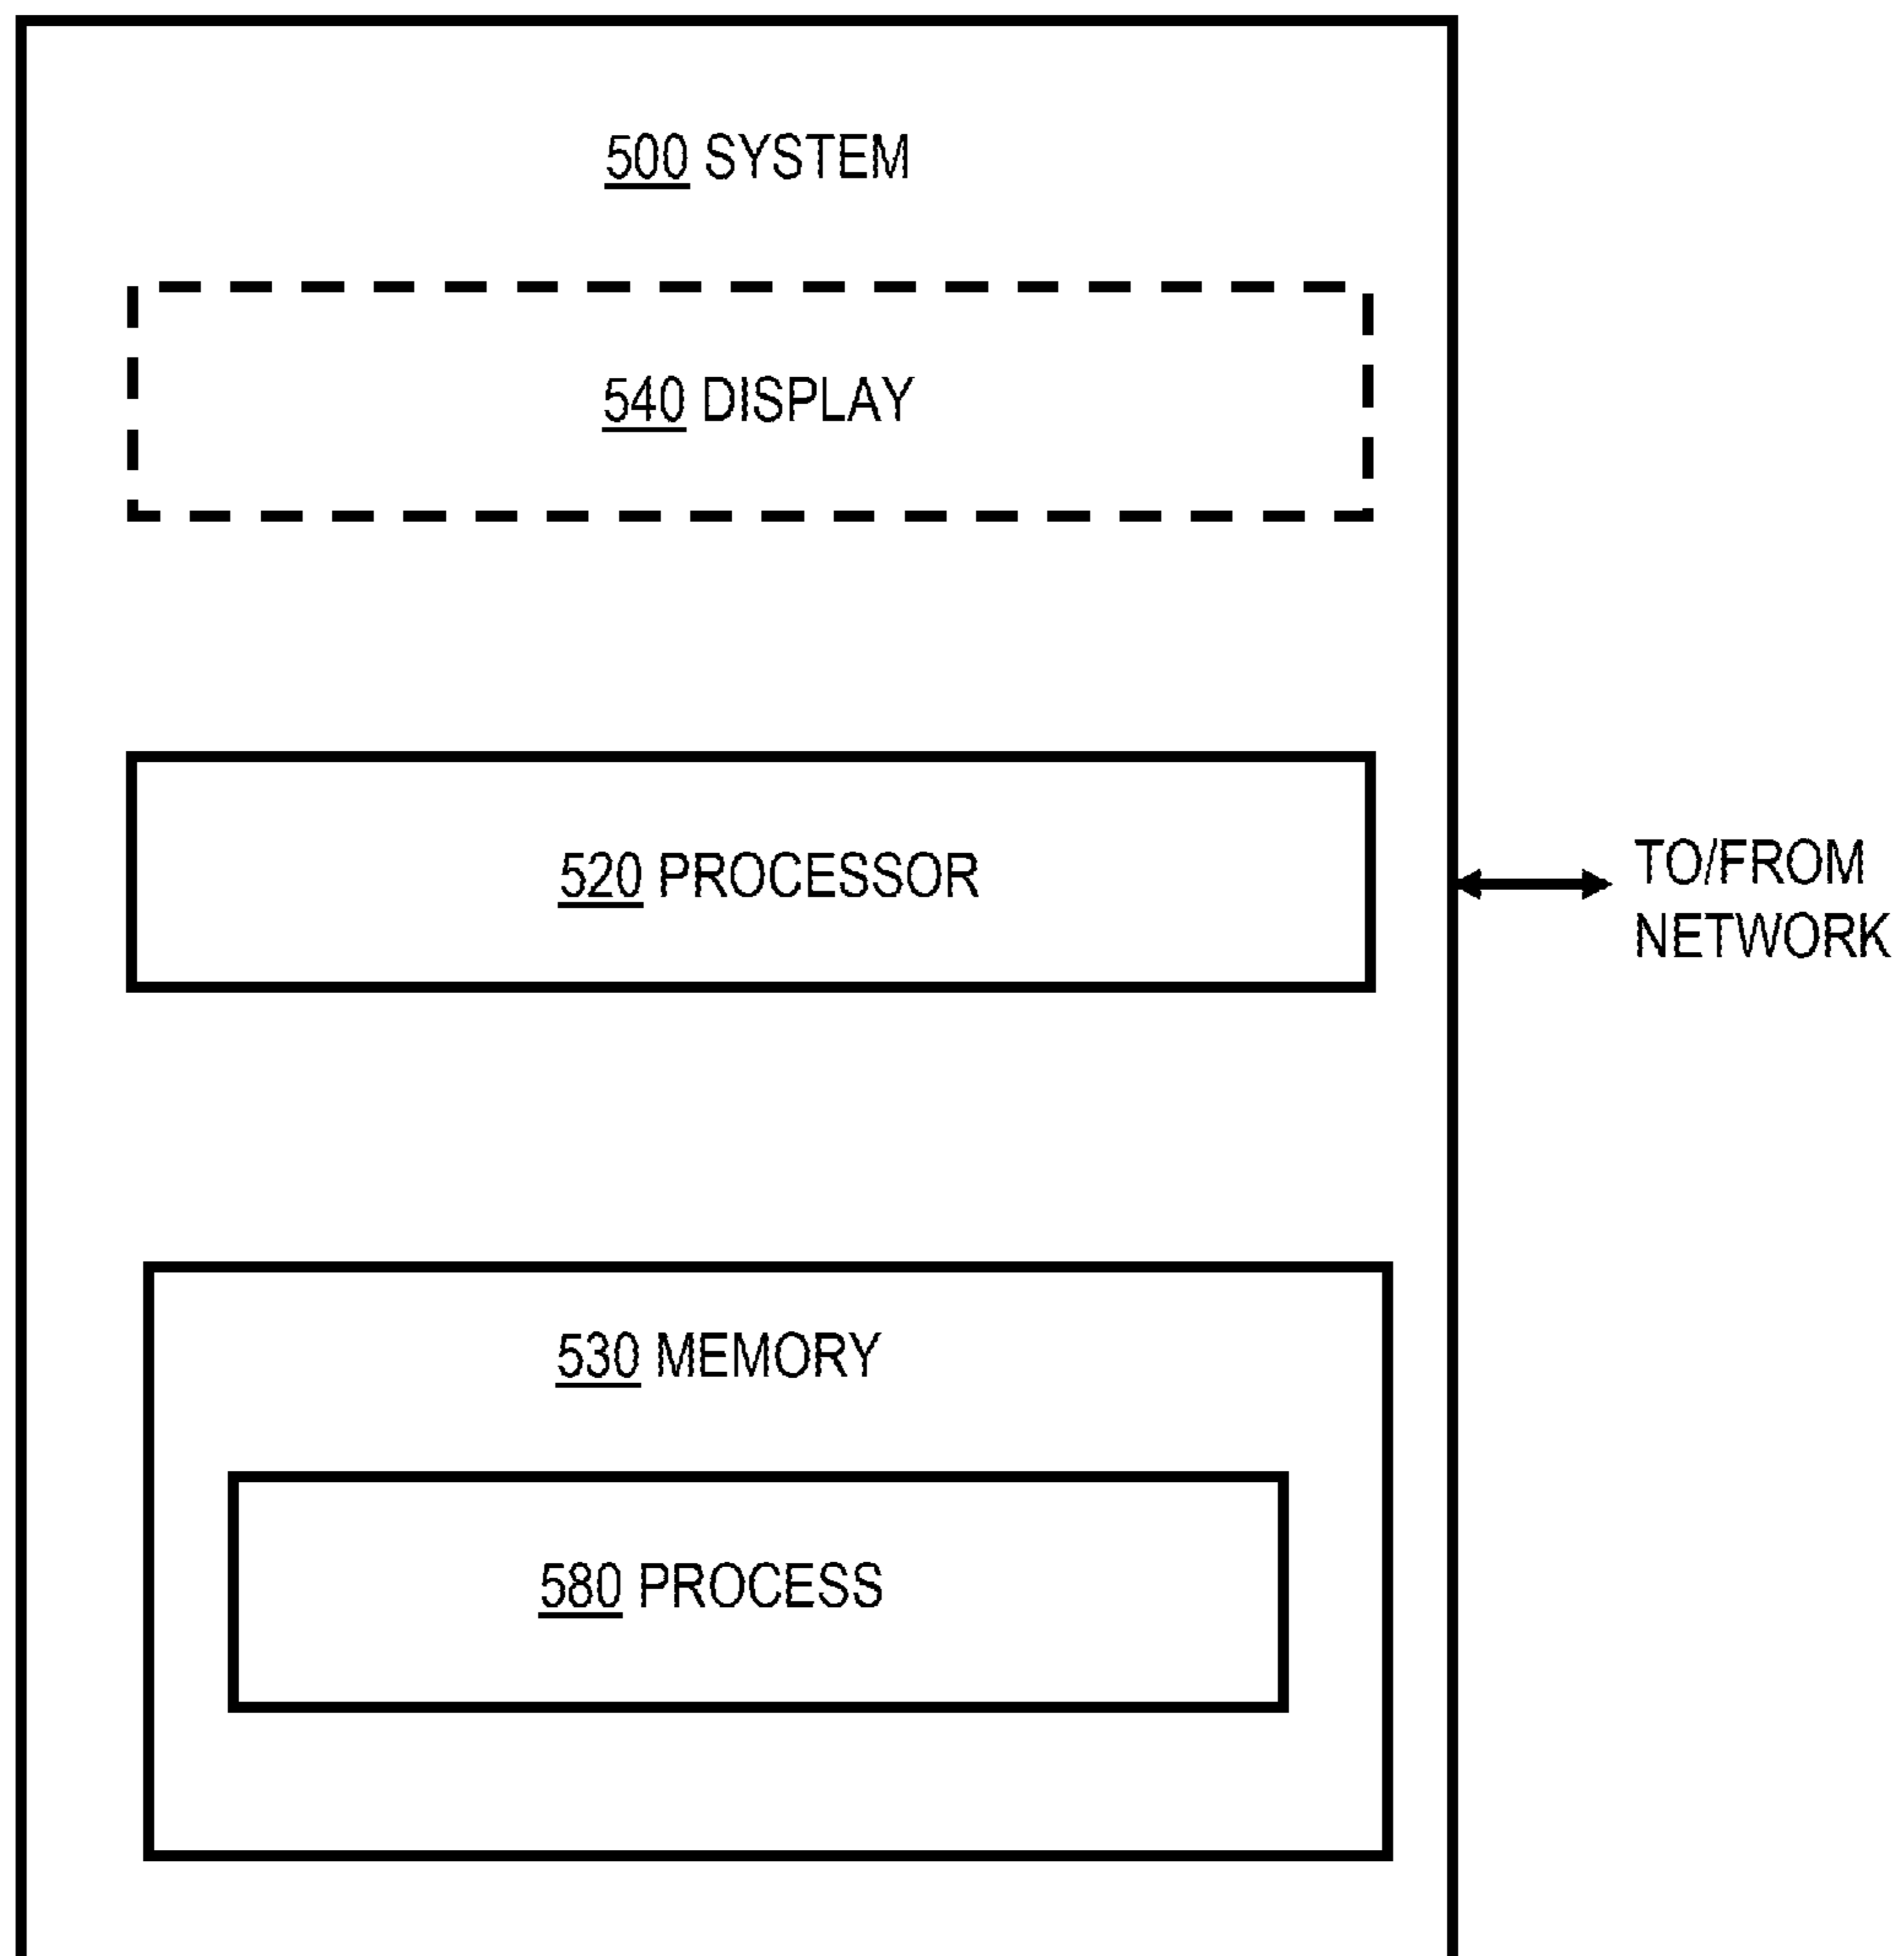 500 SYSTEM
540 DISPLAY
520 PROCESSOR
TO/FROM
NETWORK
530 MEMORY
580 PROCESS